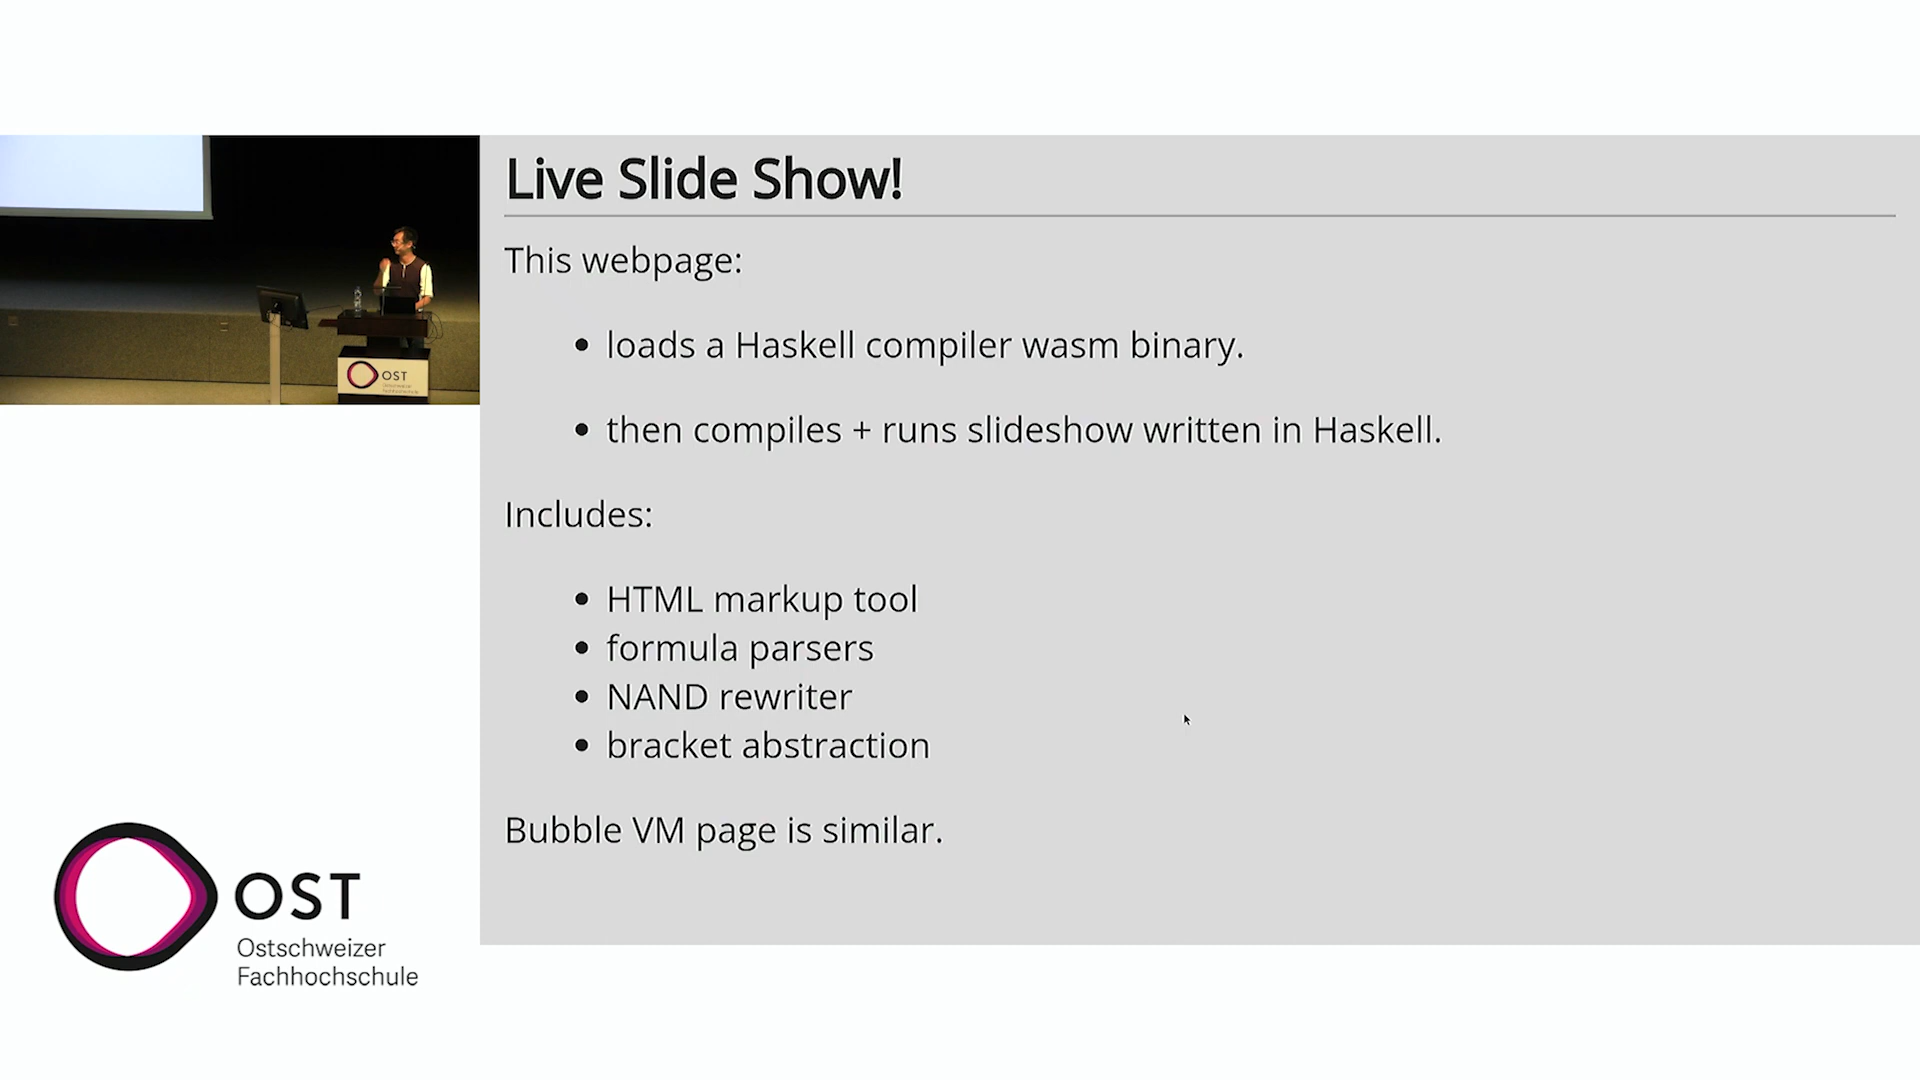 Live Slide Show!
This webpage:
• loads a Haskell compiler wasm binary.
• then compiles + runs slideshow written in Haskell.
Includes:
• HTML markup tool
• formula parsers
• NAND rewriter
• bracket abstraction
Bubble VM page is similar.
OST
OST
Ostschweizer
Fachhochschule